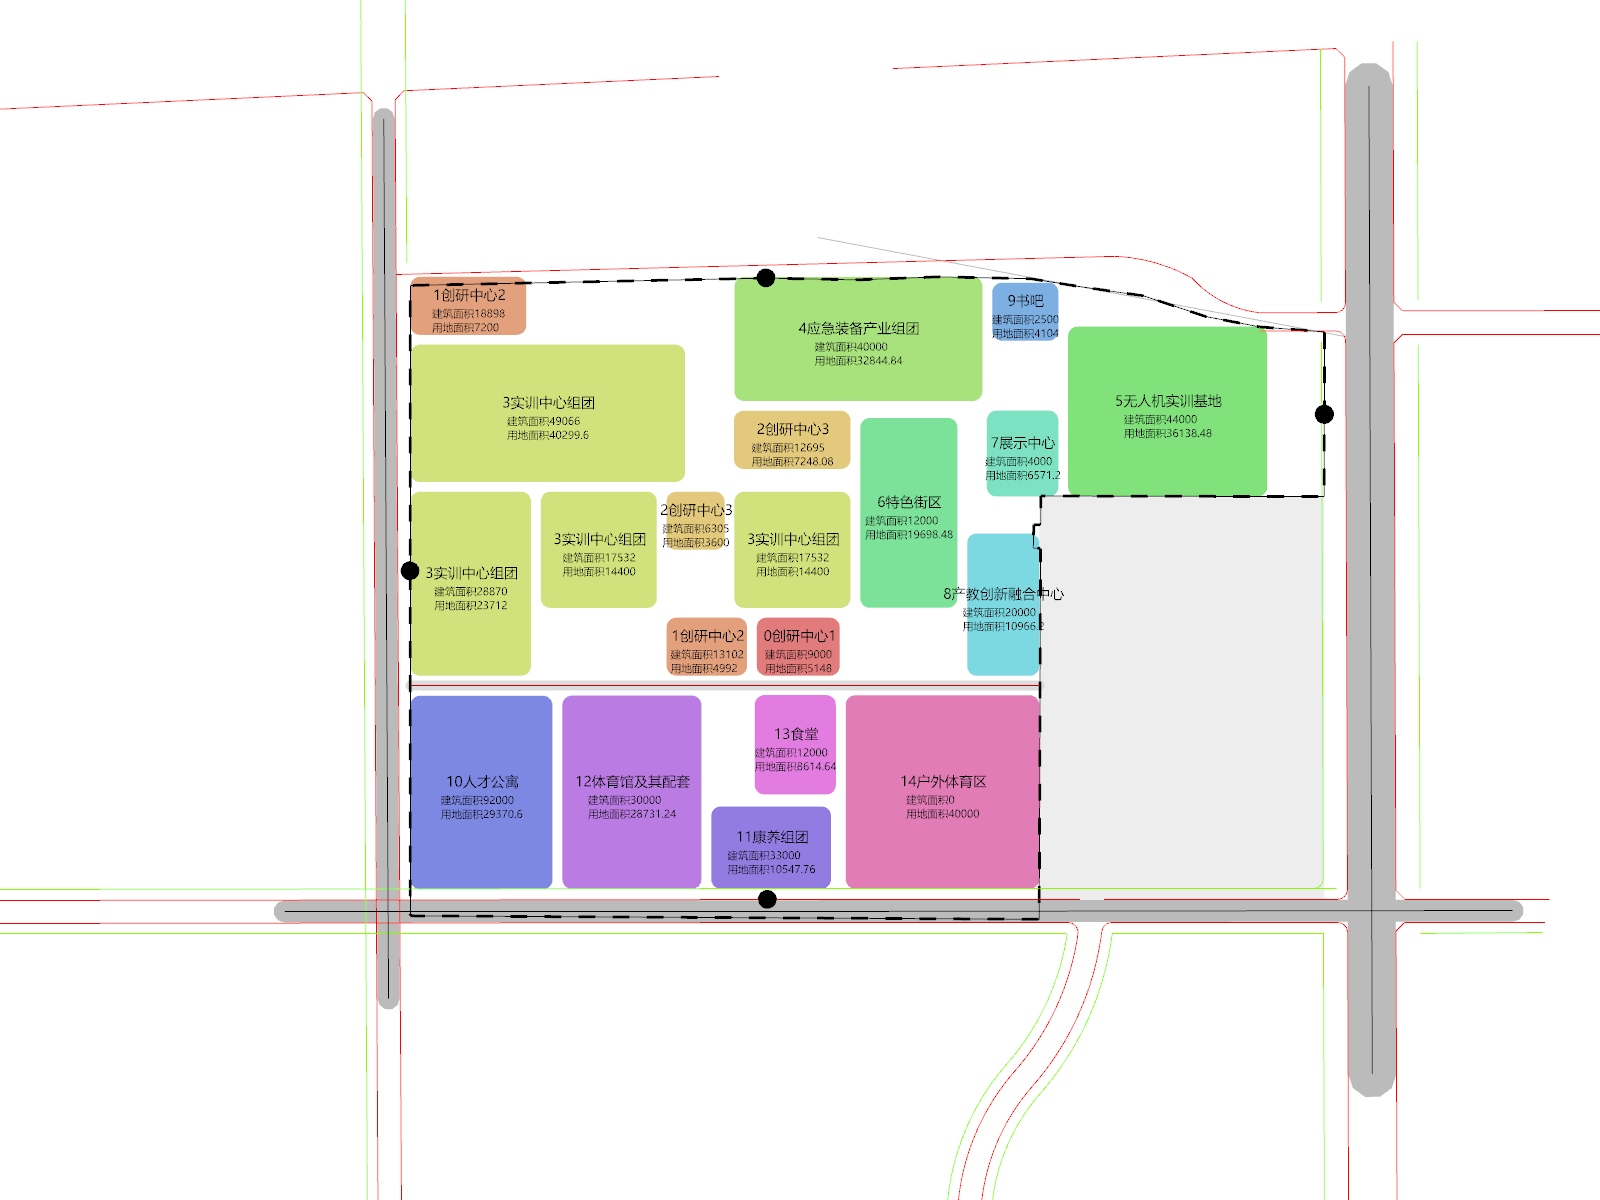 1创研中心2
建筑面积18898
用地面积7200
4应急装备产业组团
建筑面积40000
用地面积32844.84
9书吧
建筑面积2500
用地面积4104
3实训中心组团
建筑面积49066
用地面积40299.6
5无人机实训基地
建筑面积44000
用地面积36138.48
2创研中心3
建筑面积12695
用地面积7248.08
7展示中心
建筑面积4000
用地面积6571.2
6特色街区
建筑面积12000
用地面积19698.48
2创研中心3
建筑面积6305
用地面积3600
3实训中心组团
建筑面积17532
用地面积14400
3实训中心组团
建筑面积17532
用地面积14400
3实训中心组团
建筑面积28870
用地面积23712
8产教创新融合中心
建筑面积20000
用地面积10966.2
1创研中心2
建筑面积13102
用地面积4992
0创研中心1
建筑面积9000
用地面积5148
13食堂
建筑面积12000
用地面积8614.64
10人才公寓
建筑面积92000
用地面积29370.6
12体育馆及其配套
建筑面积30000
用地面积28731.24
14户外体育区
建筑面积0
用地面积40000
11康养组团
建筑面积33000
用地面积10547.76